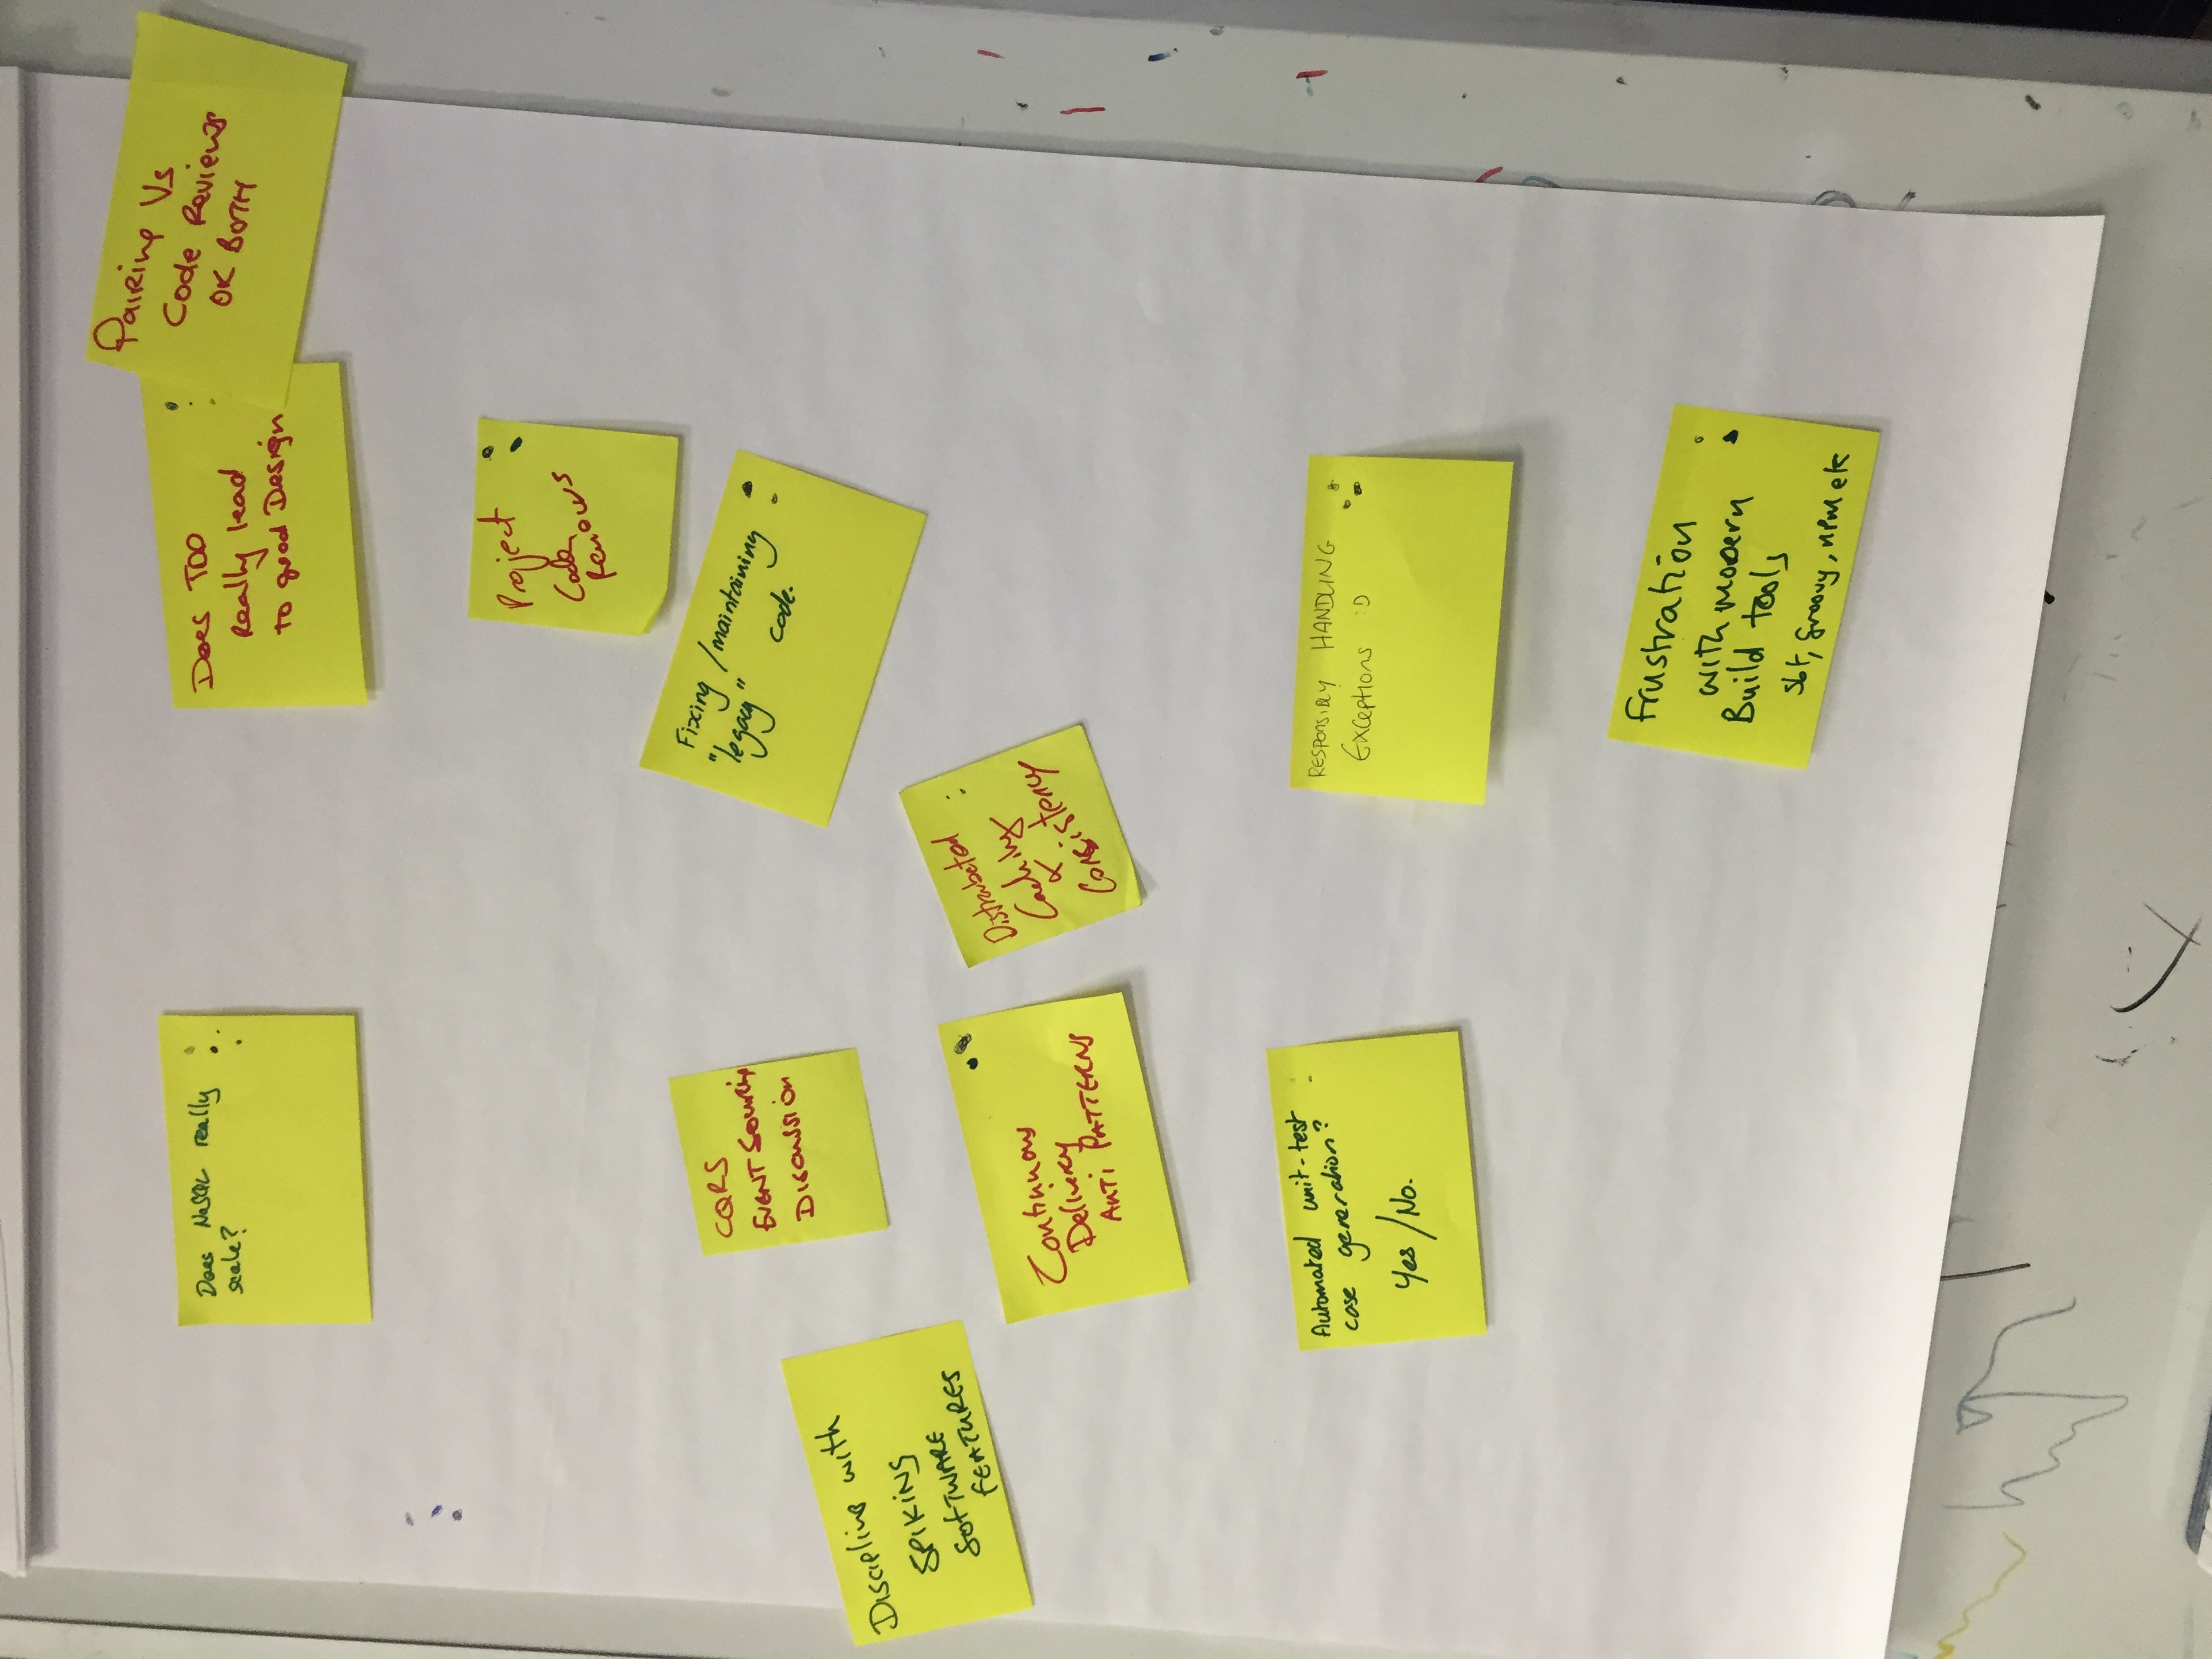 Does NoSQL really
scale?
Does TDD
really lead
to good Design
Pairing Vs
Code Reviews
OK BOTH
Project
Code
Reviews
CQRS
EVENT Sourcing
Discussion
Fixing / maintaining
"legacy"
code.
Discipline with
SPIKING
SOFTWARE
FEATURES
Continuous
Delivery
ANTi PATTERNS
Distributed
Caching
&
Consistency
Automated unit-test
case generation?
Yes / No.
RESPONSIBLY HANDLING
Exceptions :D
Frustration
with modern
Build tools
sbt, groovy, npm etc